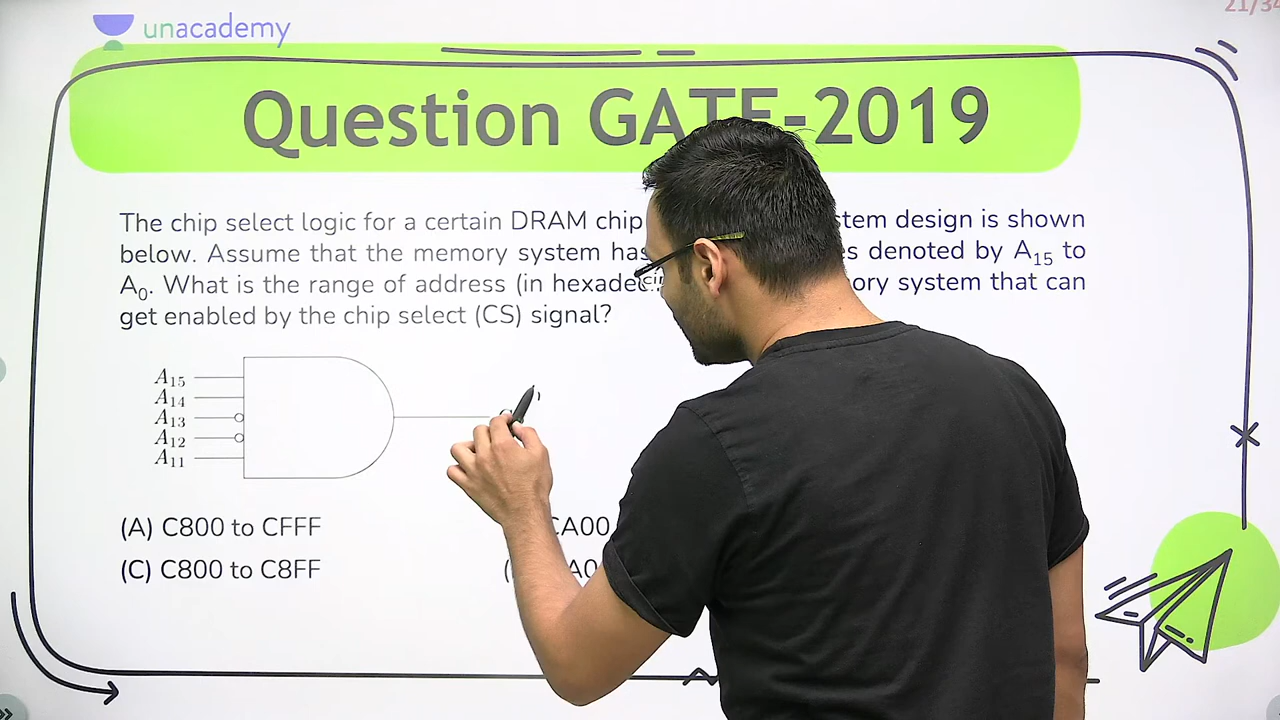 21/34
unacademy
Question GATE-2019
The chip select logic for a certain DRAM chip stem design is shown
below. Assume that the memory system has denoted by A15 to
A0. What is the range of address (in ory system that can
get enabled by the chip select (CS) signal?
A15
A14
A13
A12
A11
(A) C800 to CFFF CA00
(C) C800 to C8FF